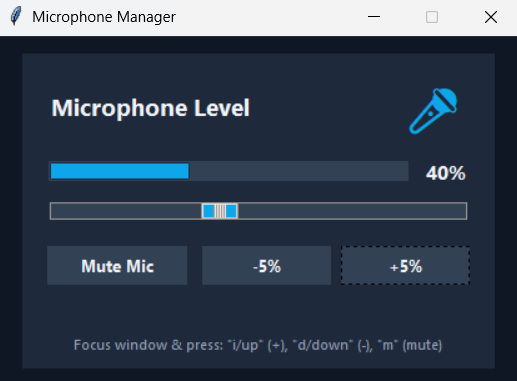 Microphone Manager
Microphone Level
40%
Mute Mic
-5%
+5%
Focus window & press: "i/up" (+), "d/down" (-), "m" (mute)